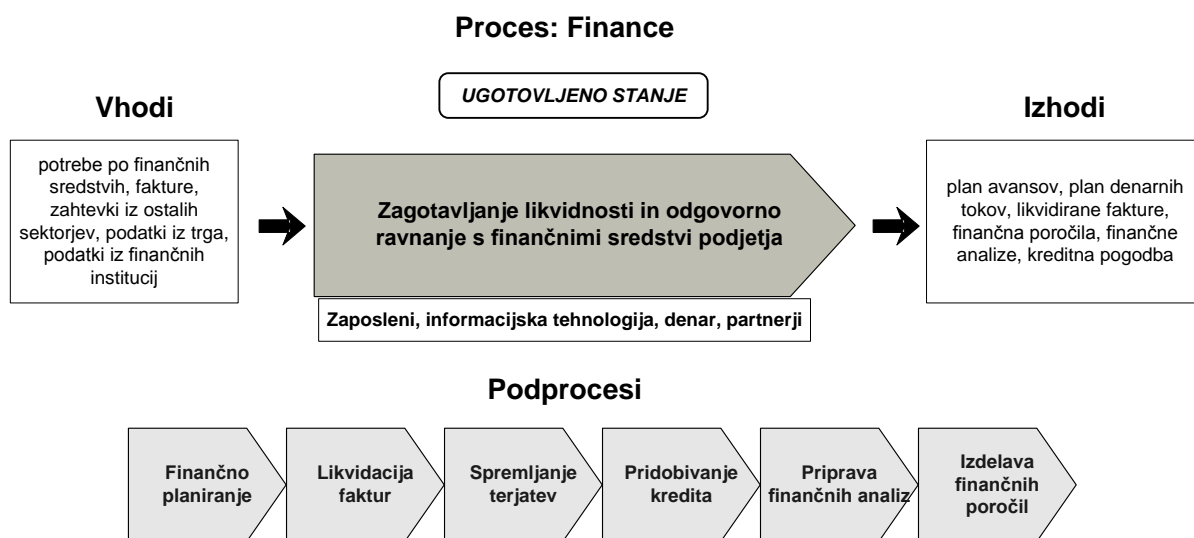 Proces: Finance
UGOTOVLJENO STANJE
Vhodi
potrebe po finančnih
sredstvih, fakture,
zahtevki iz ostalih
sektorjev, podatki iz trga,
podatki iz finančnih
institucij
Zagotavljanje likvidnosti in odgovorno
ravnanje s finančnimi sredstvi podjetja
Zaposleni, informacijska tehnologija, denar, partnerji
Izhodi
plan avansov, plan denarnih
tokov, likvidirane fakture,
finančna poročila, finančne
analize, kreditna pogodba
Podprocesi
Finančno
planiranje
Likvidacija
faktur
Spremljanje
terjatev
Pridobivanje
kredita
Priprava
finančnih analiz
Izdelava
finančnih
poročil